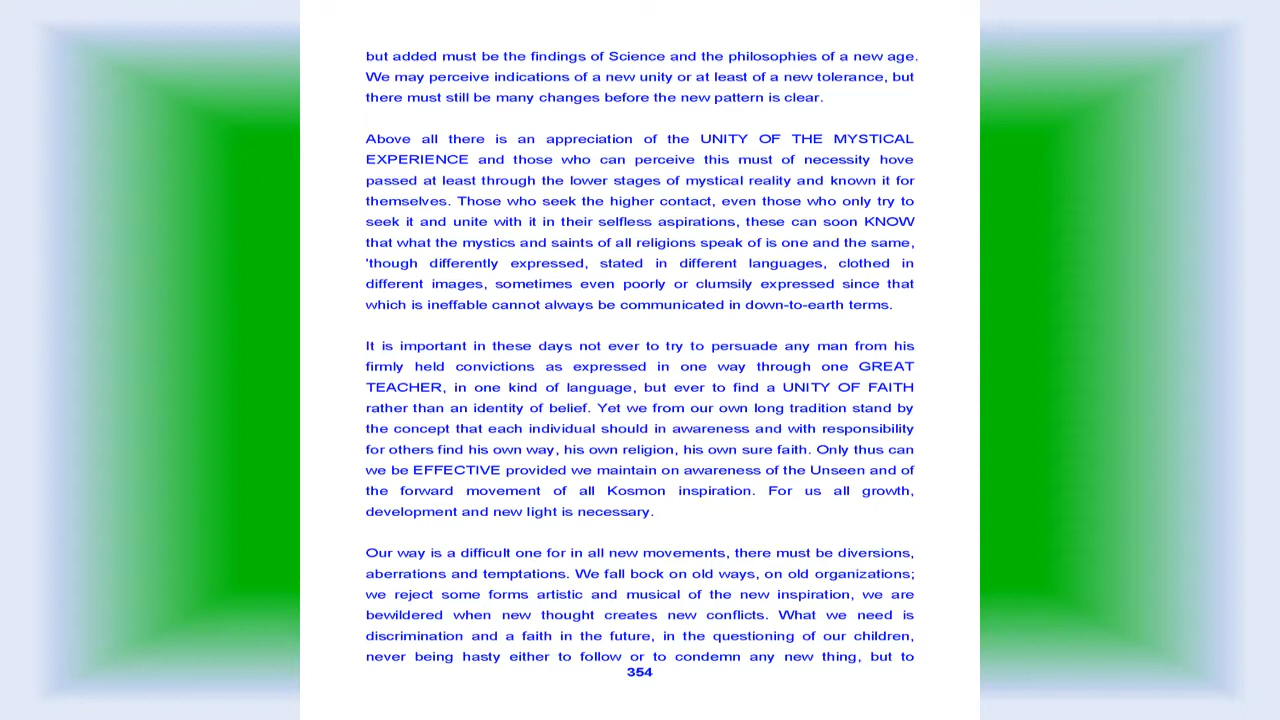 but added must be the findings of Science and the philosophies of a new age.
We may perceive indications of a new unity or at least of a new tolerance, but
there must still be many changes before the new pattern is clear.
Above all there is an appreciation of the UNITY OF THE MYSTICAL
EXPERIENCE and those who can perceive this must of necessity hove
passed at least through the lower stages of mystical reality and known it for
themselves. Those who seek the higher contact, even those who only try to
seek it and unite with it in their selfless aspirations, these can soon KNOW
that what the mystics and saints of all religions speak of is one and the same,
'though differently expressed, stated in different languages, clothed in
different images, sometimes even poorly or clumsily expressed since that
which is ineffable cannot always be communicated in down-to-earth terms.
It is important in these days not ever to try to persuade any man from his
firmly held convictions as expressed in one way through one GREAT
TEACHER, in one kind of language, but ever to find a UNITY OF FAITH
rather than an identity of belief. Yet we from our own long tradition stand by
the concept that each individual should in awareness and with responsibility
for others find his own way, his own religion, his own sure faith. Only thus can
we be EFFECTIVE provided we maintain on awareness of the Unseen and of
the forward movement of all Kosmon inspiration. For us all growth,
development and new light is necessary.
Our way is a difficult one for in all new movements, there must be diversions,
aberrations and temptations. We fall bock on old ways, on old organizations;
we reject some forms artistic and musical of the new inspiration, we are
bewildered when new thought creates new conflicts. What we need is
discrimination and a faith in the future, in the questioning of our children,
never being hasty either to follow or to condemn any new thing, but to
354